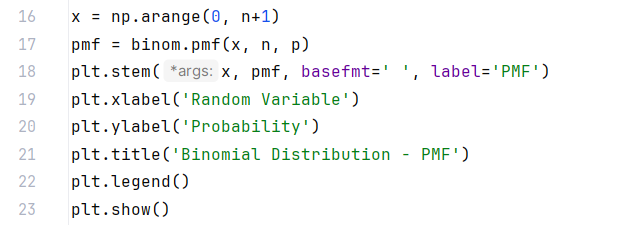 16 x = np.arange(0, n+1)
17 pmf = binom.pmf(x, n, p)
18 plt.stem( *args: x, pmf, basefmt=' ', label='PMF')
19 plt.xlabel('Random Variable')
20 plt.ylabel('Probability')
21 plt.title('Binomial Distribution - PMF')
22 plt.legend()
23 plt.show()